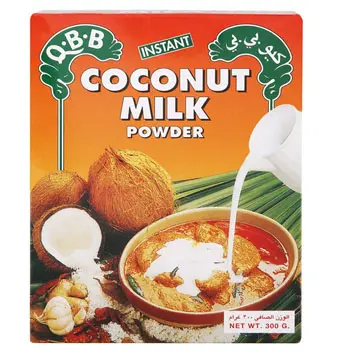 Q·B·B
INSTANT
كيو بي بي
COCONUT
MILK
POWDER
الوزن الصافي ٣٠٠ غرام
NET WT. 300 G.